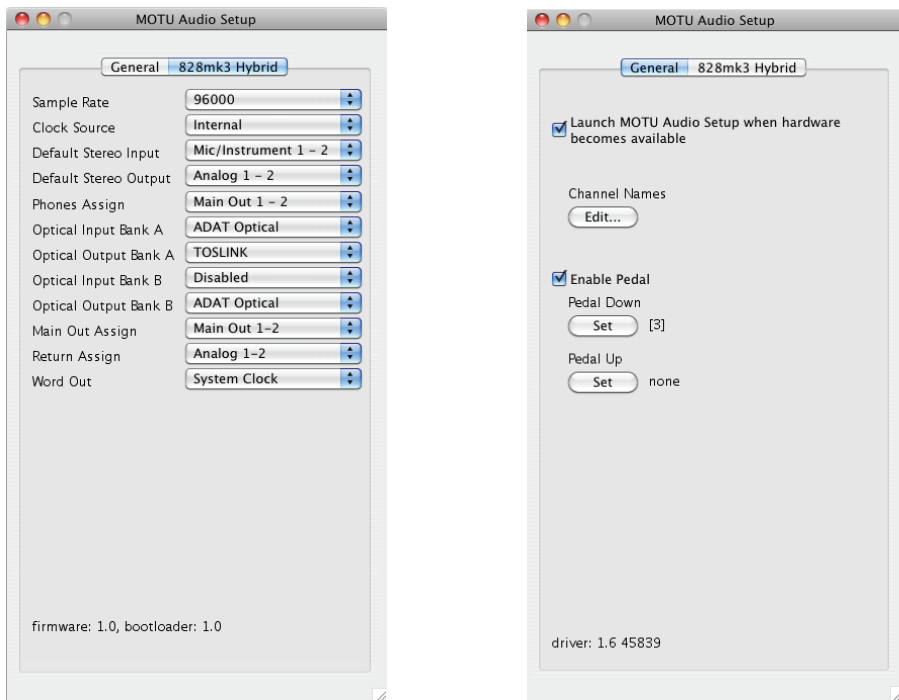 MOTU Audio Setup
General 828mk3 Hybrid
Sample Rate 96000
Clock Source Internal
Default Stereo Input Mic/Instrument 1 – 2
Default Stereo Output Analog 1 – 2
Phones Assign Main Out 1 – 2
Optical Input Bank A ADAT Optical
Optical Output Bank A TOSLINK
Optical Input Bank B Disabled
Optical Output Bank B ADAT Optical
Main Out Assign Main Out 1-2
Return Assign Analog 1-2
Word Out System Clock
firmware: 1.0, bootloader: 1.0
MOTU Audio Setup
General 828mk3 Hybrid
Launch MOTU Audio Setup when hardware
becomes available
Channel Names
Edit...
Enable Pedal
Pedal Down
Set [3]
Pedal Up
Set none
driver: 1.6 45839